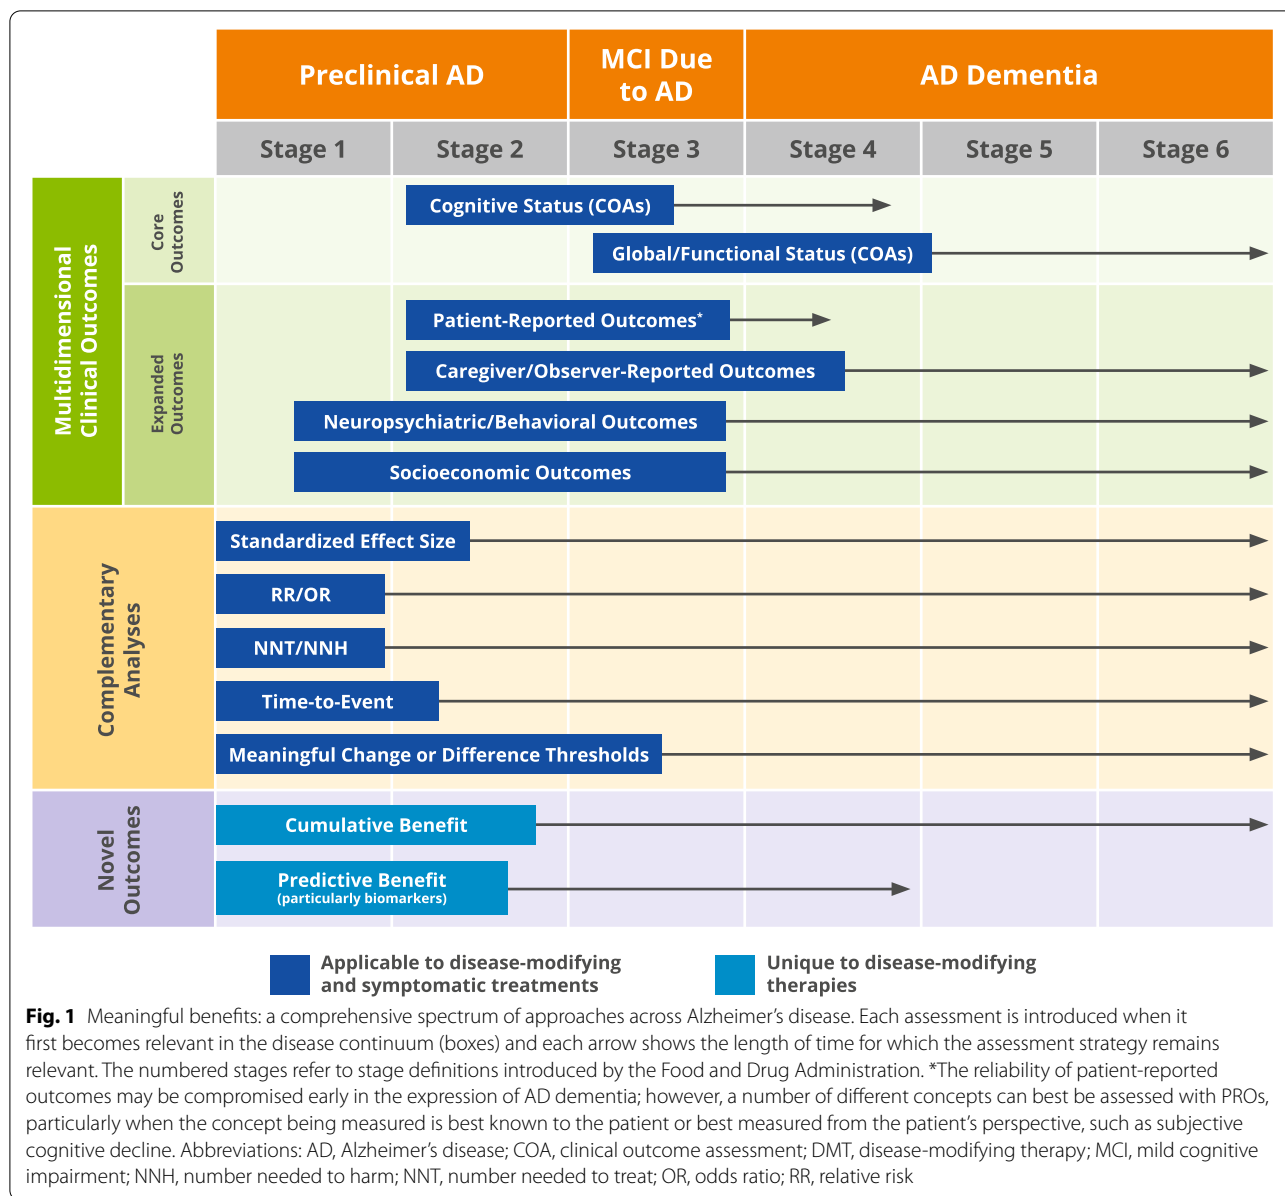 Preclinical AD
MCI Due
to AD
AD Dementia
Stage 1
Stage 2
Stage 3
Stage 4
Stage 5
Stage 6
Multidimensional
Clinical Outcomes
Core
Outcomes
Cognitive Status (COAs)
Global/Functional Status (COAs)
Expanded
Outcomes
Patient-Reported Outcomes*
Caregiver/Observer-Reported Outcomes
Neuropsychiatric/Behavioral Outcomes
Socioeconomic Outcomes
Complementary
Analyses
Standardized Effect Size
RR/OR
NNT/NNH
Time-to-Event
Meaningful Change or Difference Thresholds
Novel
Outcomes
Cumulative Benefit
Predictive Benefit
(particularly biomarkers)
Applicable to disease-modifying
and symptomatic treatments
Unique to disease-modifying
therapies
Fig. 1 Meaningful benefits: a comprehensive spectrum of approaches across Alzheimer's disease. Each assessment is introduced when it
first becomes relevant in the disease continuum (boxes) and each arrow shows the length of time for which the assessment strategy remains
relevant. The numbered stages refer to stage definitions introduced by the Food and Drug Administration. *The reliability of patient-reported
outcomes may be compromised early in the expression of AD dementia; however, a number of different concepts can best be assessed with PROs,
particularly when the concept being measured is best known to the patient or best measured from the patient's perspective, such as subjective
cognitive decline. Abbreviations: AD, Alzheimer's disease; COA, clinical outcome assessment; DMT, disease-modifying therapy; MCI, mild cognitive
impairment; NNH, number needed to harm; NNT, number needed to treat; OR, odds ratio; RR, relative risk